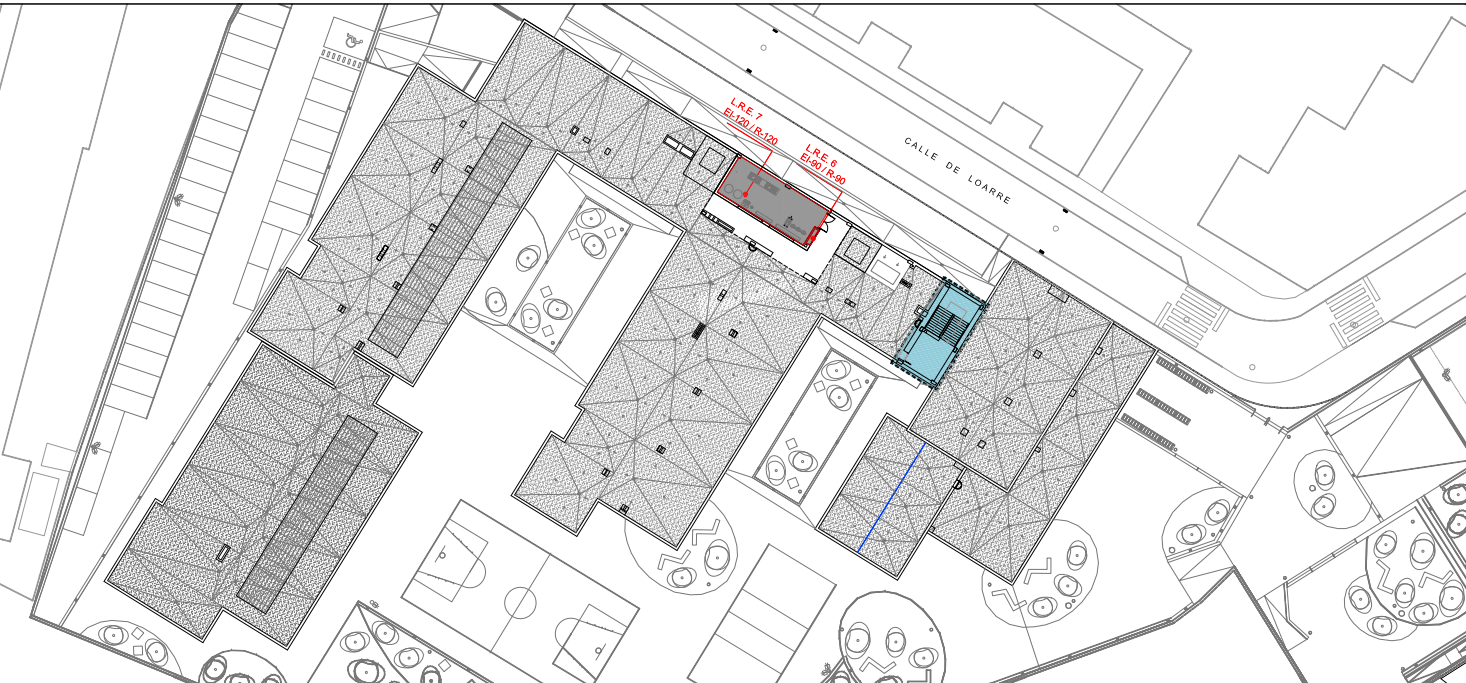 L.R.E. 7
EI-120 / R-120
L.R.E. 6
EI-90 / R-90
CALLE DE LOARRE